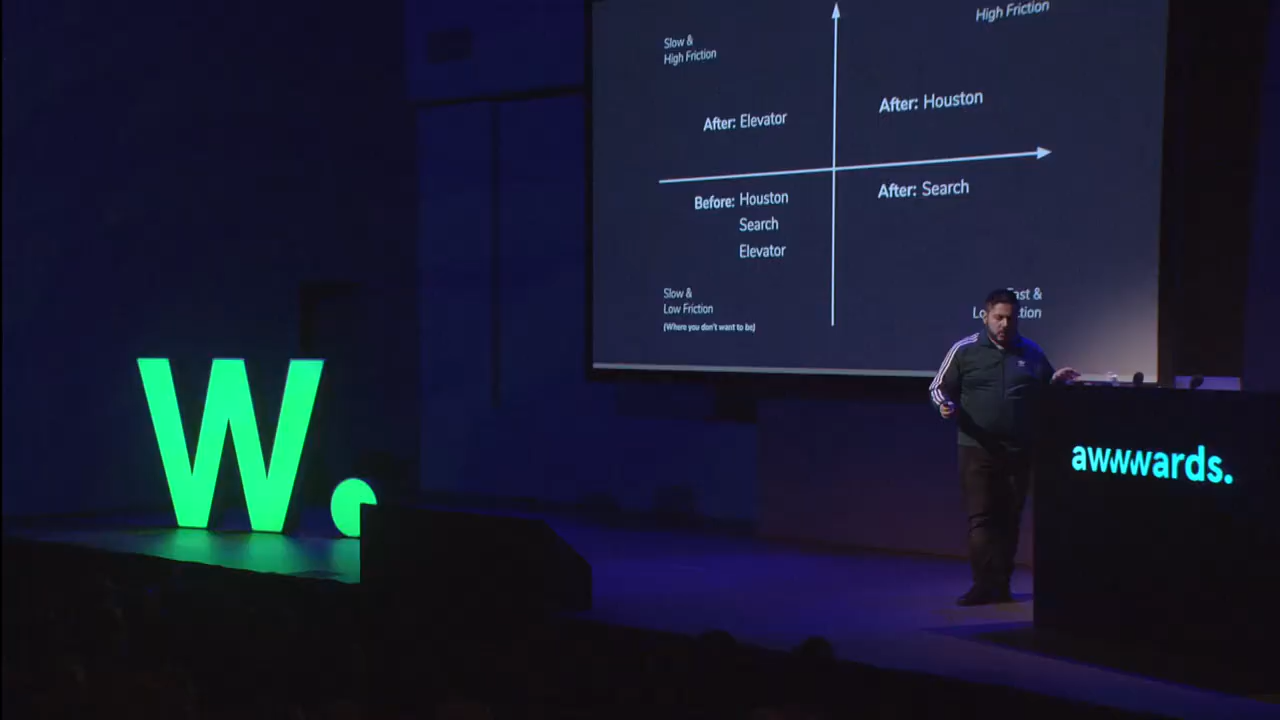 High Friction
Slow &
High Friction
After: Houston
After: Elevator
After: Search
Before: Houston
Search
Elevator
Slow &
Low Friction
(Where you don't want to be)
W.
awwwards.